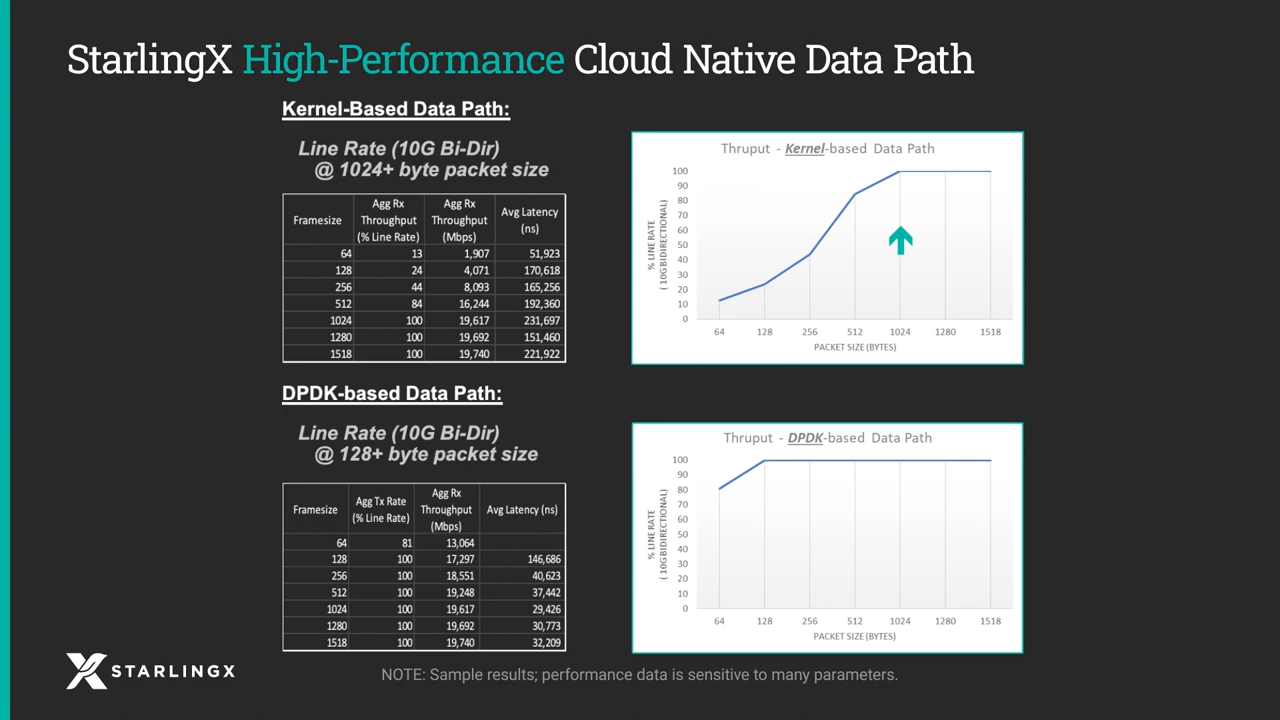 StarlingX High-Performance Cloud Native Data Path
Kernel-Based Data Path:
Line Rate (10G Bi-Dir)
@ 1024+ byte packet size
Framesize | Agg Rx Throughput (% Line Rate) | Agg Rx Throughput (Mbps) | Avg Latency (ns)
64 13 1,907 51,923
128 24 4,071 170,618
256 44 8,093 165,256
512 84 16,244 192,360
1024 100 19,617 231,697
1280 100 19,692 151,460
1518 100 19,740 221,922
Thruput - Kernel-based Data Path
% LINE RATE
( 10G BIDIRECTIONAL)
100
90
80
70
60
50
40
30
20
10
0
64 128 256 512 1024 1280 1518
PACKET SIZE (BYTES)
DPDK-based Data Path:
Line Rate (10G Bi-Dir)
@ 128+ byte packet size
Framesize | Agg Tx Rate (% Line Rate) | Agg Rx Throughput (Mbps) | Avg Latency (ns)
64 81 13,064
128 100 17,297 146,686
256 100 18,551 40,623
512 100 19,248 37,442
1024 100 19,617 29,426
1280 100 19,692 30,773
1518 100 19,740 32,209
Thruput - DPDK-based Data Path
% LINE RATE
( 10G BIDIRECTIONAL)
100
90
80
70
60
50
40
30
20
10
0
64 128 256 512 1024 1280 1518
PACKET SIZE (BYTES)
STARLINGX
NOTE: Sample results; performance data is sensitive to many parameters.